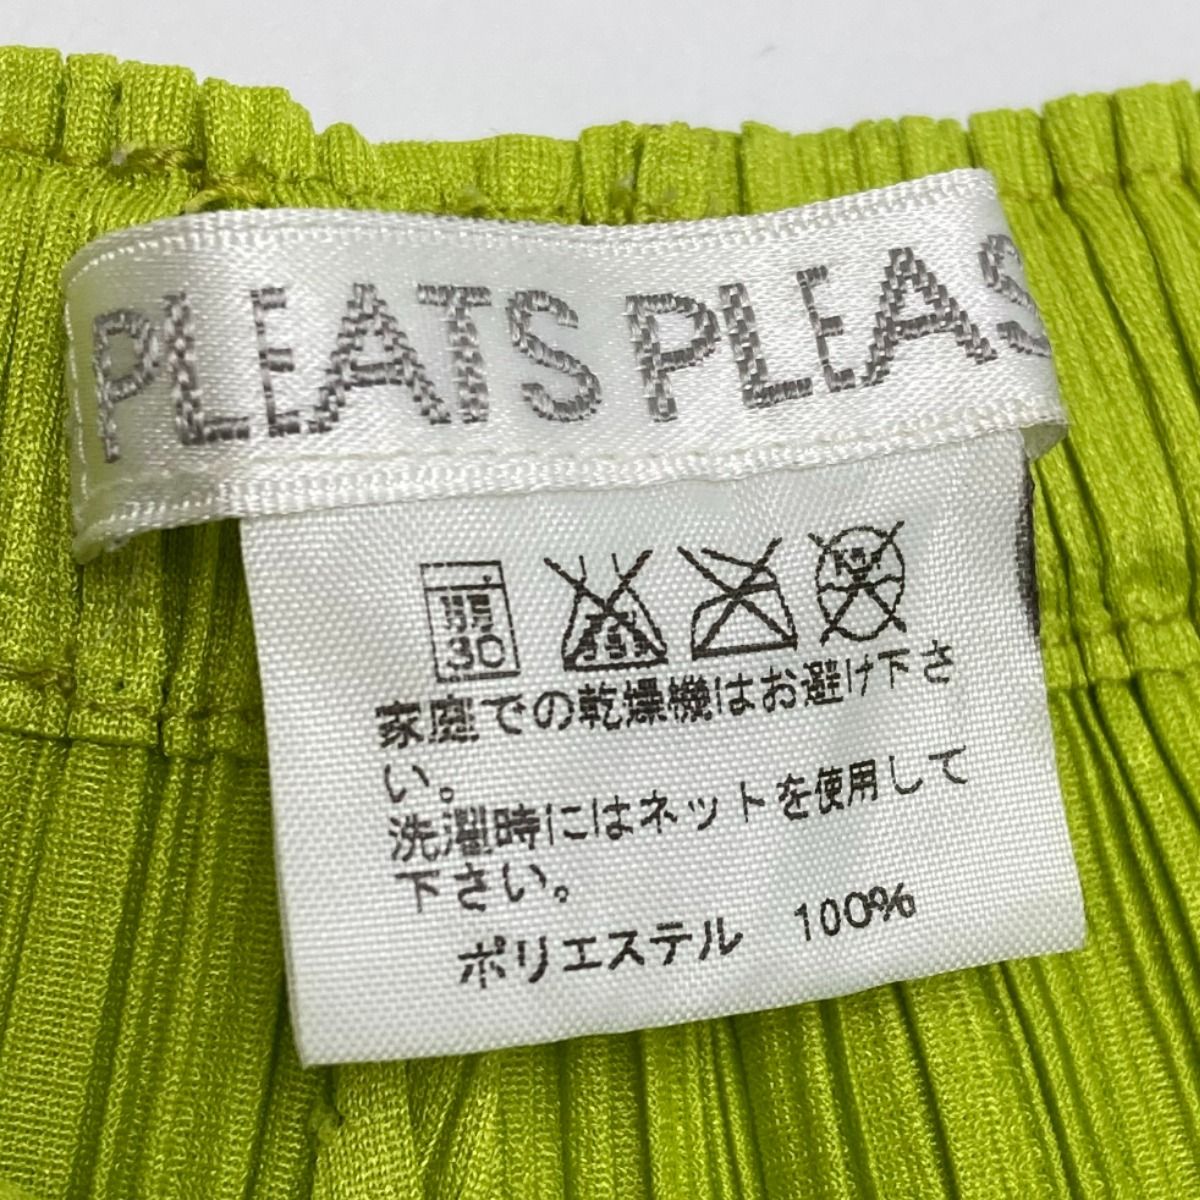 PLEATS PLEAS
30
家庭での乾燥機はお避け下さ
い。
洗濯時にはネットを使用して
下さい。
ポリエステル 100%